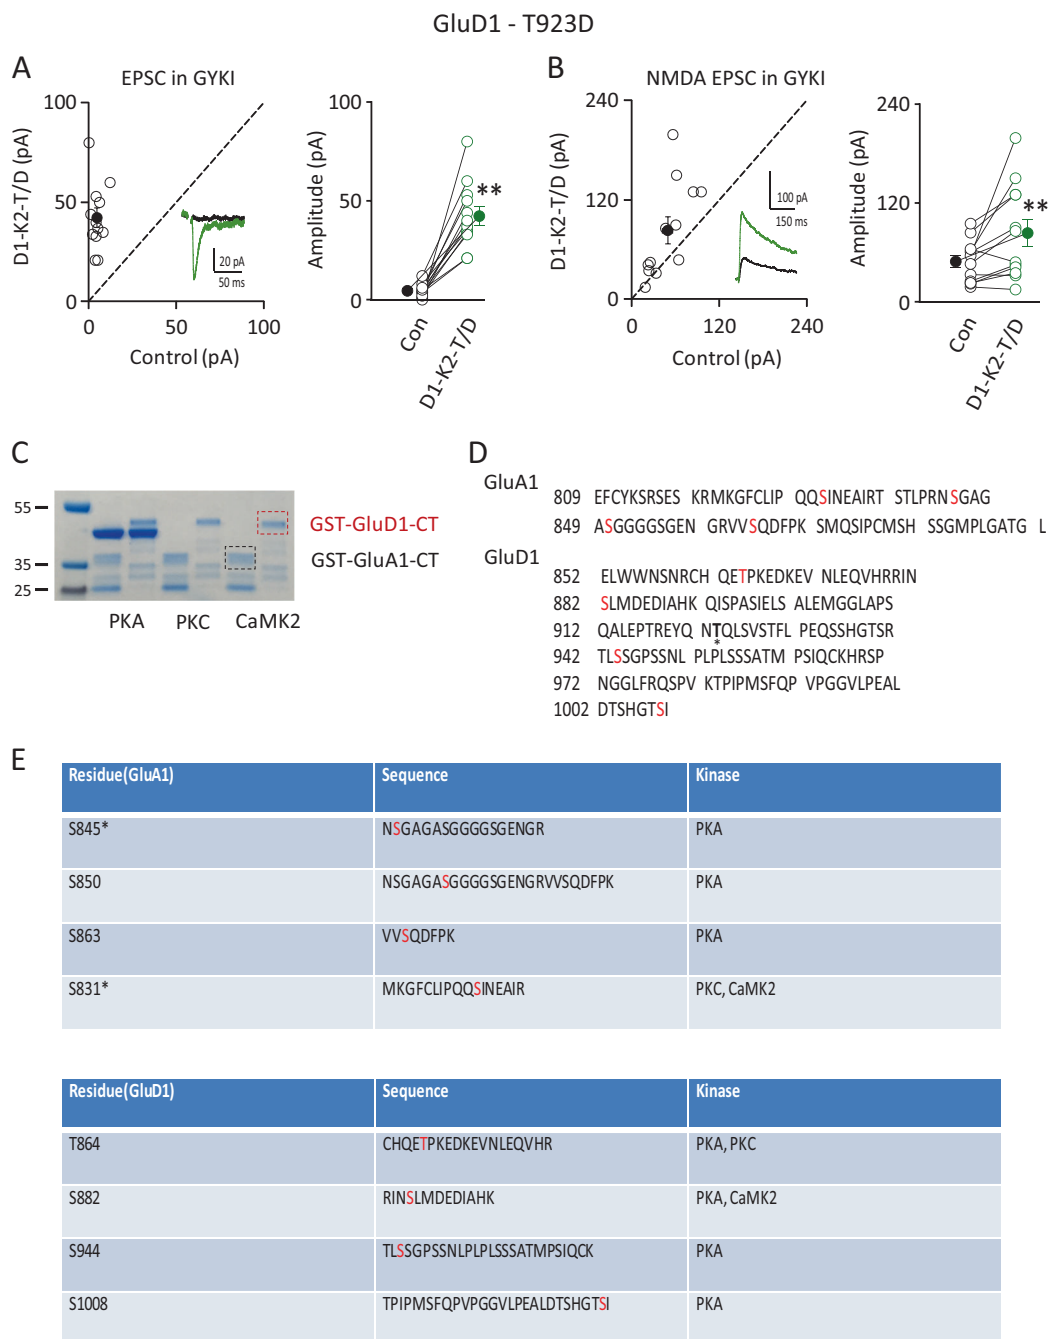 GluD1 - T923D
A
EPSC in GYKI
D1-K2-T/D (pA)
100
50
0
0
50
100
Control (pA)
20 pA
50 ms
Amplitude (pA)
100
50
0
**
Con
D1-K2-T/D
B
NMDA EPSC in GYKI
D1-K2-T/D (pA)
240
120
0
0
120
240
Control (pA)
100 pA
150 ms
Amplitude (pA)
240
120
0
**
Con
D1-K2-T/D
C
55
35
25
GST-GluD1-CT
GST-GluA1-CT
PKA PKC CaMK2
D
GluA1
809 EFCYKSRSES KRMKGFCLIP QQSINEAIRT STLPRNSGAG
849 ASGGGGSGEN GRVVSQDFPK SMQSIPCMSH SSGMPLGATG L
GluD1
852 ELWWNSNRCH QETPKEDKEV NLEQVHRRIN
882 SLMDEDIAHK QISPASIELS ALEMGGLAPS
912 QALEPTREYQ NTQLSVSTFL PEQSSHGTSR
*
942 TLSSGPSSNL PLPLSSSATM PSIQCKHRSP
972 NGGLFRQSPV KTPIPMSFQP VPGGVLPEAL
1002 DTSHGTSI
E
Residue(GluA1) Sequence Kinase
S845* NSGAGASGGGGSGENGR PKA
S850 NSGAGASGGGGSGENGRVVSQDFPK PKA
S863 VVSQDFPK PKA
S831* MKGFCLIPQQSINEAIR PKC, CaMK2
Residue(GluD1) Sequence Kinase
T864 CHQETPKEDKEVNLEQVHR PKA, PKC
S882 RINSLMDEDIAHK PKA, CaMK2
S944 TLSSGPSSNLPLPLSSSATMPSIQCK PKA
S1008 TPIPMSFQPVPGGVLPEALDTSHGTSI PKA